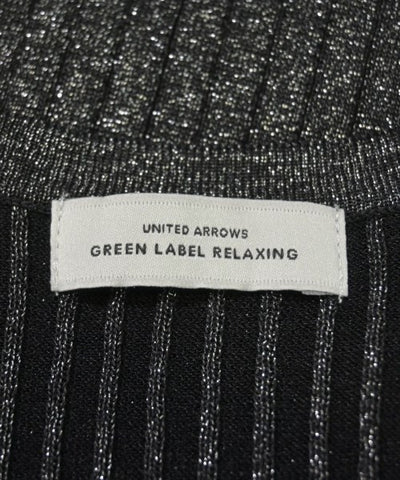 UNITED ARROWS
GREEN LABEL RELAXING